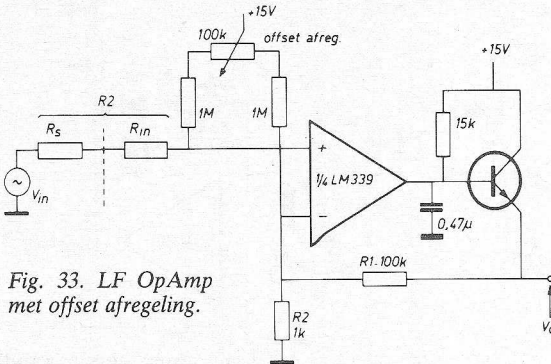 +15V
100k
offset afreg.
+15V
R2
1M
1M
15k
Rs
Rin
+
1/4 LM339
Vin
−
0,47μ
R1-100k
Fig. 33. LF OpAmp
met offset afregeling.
R2
1k